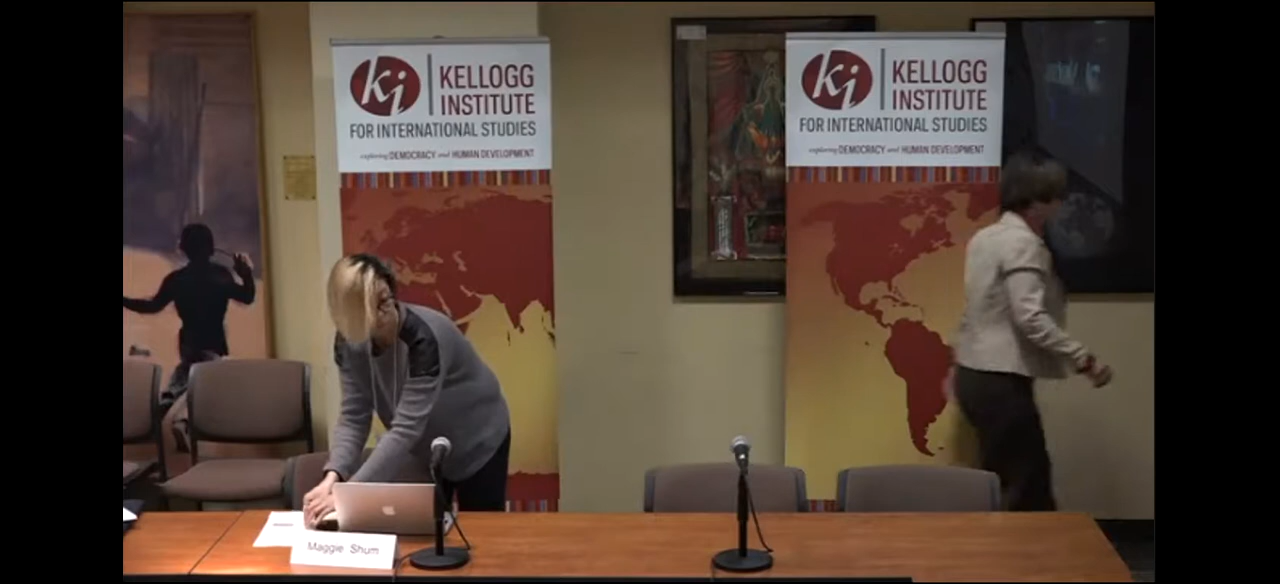 ki KELLOGG
INSTITUTE
FOR INTERNATIONAL STUDIES
exploring DEMOCRACY and HUMAN DEVELOPMENT
ki KELLOGG
INSTITUTE
FOR INTERNATIONAL STUDIES
exploring DEMOCRACY and HUMAN DEVELOPMENT
Maggie Shum